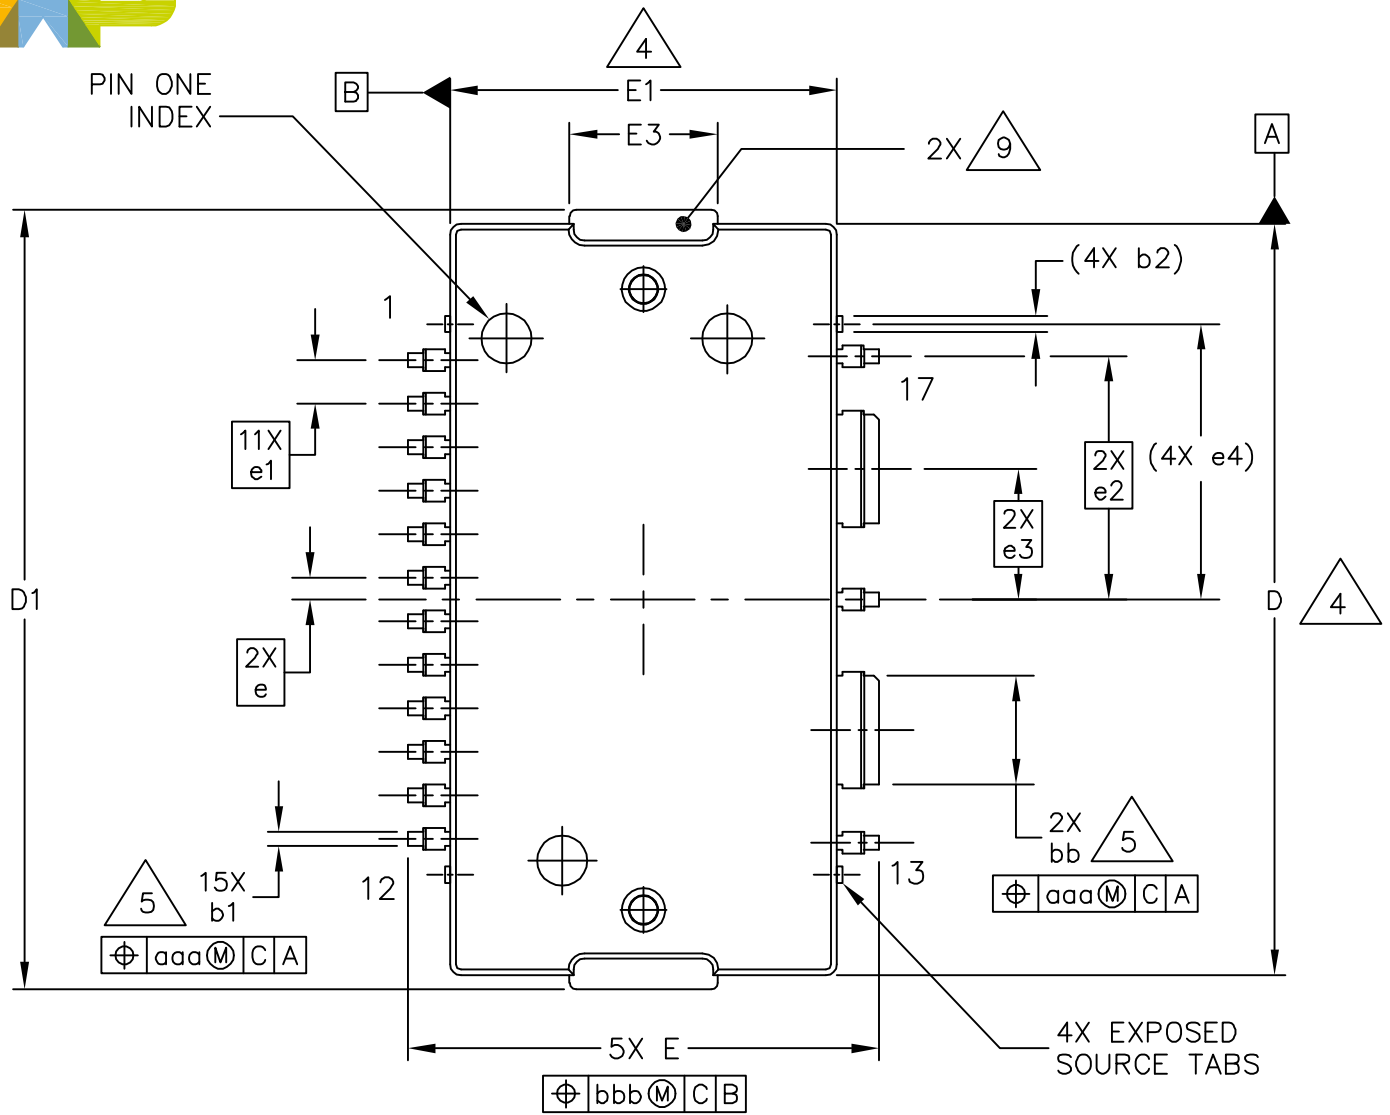 4
PIN ONE
INDEX
B
E1
E3
2X 9
A
(4X b2)
1
17
11X
e1
2X
e2
(4X e4)
2X
e3
D1
D
4
2X
e
2X
bb
5
⌖ aaa Ⓜ C A
5
15X
b1
12
13
⌖ aaa Ⓜ C A
4X EXPOSED
SOURCE TABS
5X E
⌖ bbb Ⓜ C B